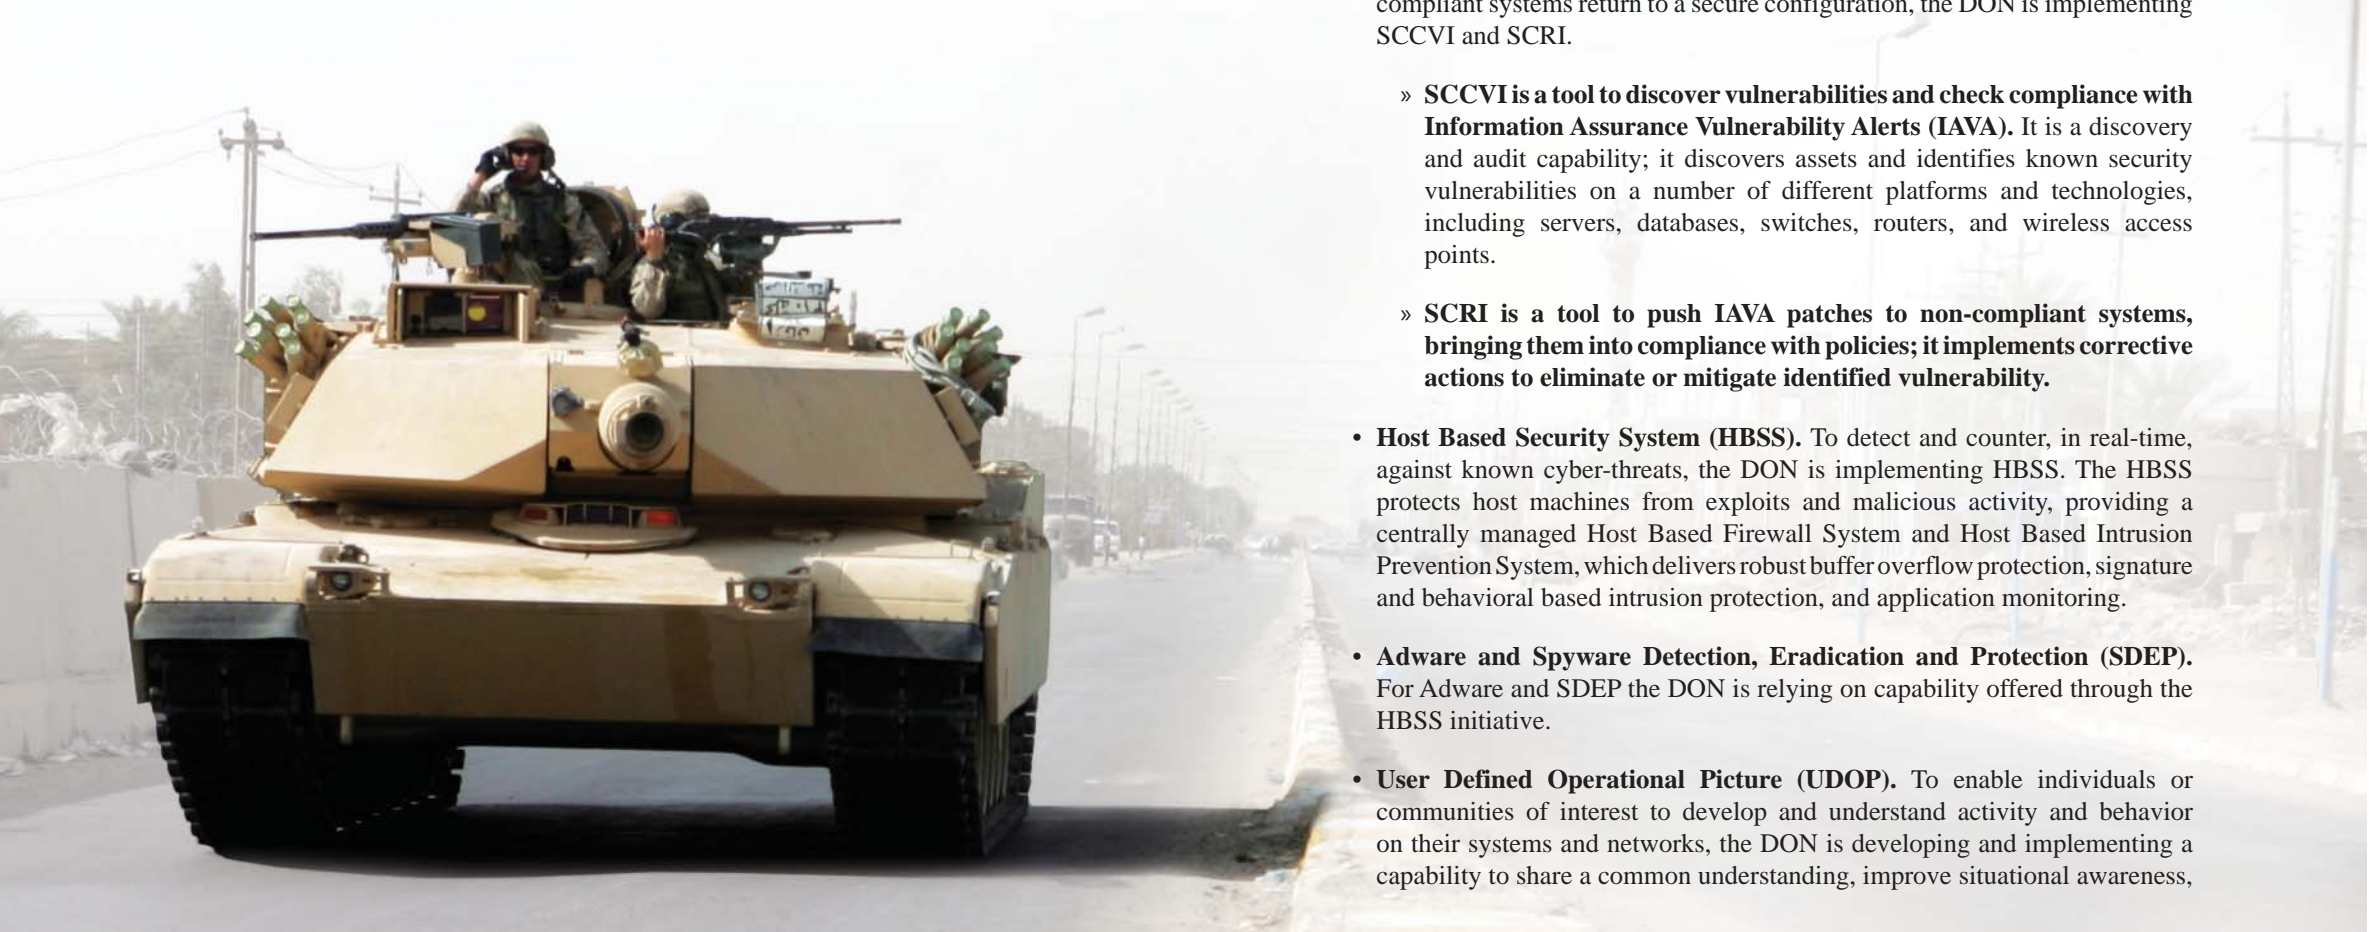 compliant systems return to a secure configuration, the DON is implementing
SCCVI and SCRI.
» SCCVI is a tool to discover vulnerabilities and check compliance with
Information Assurance Vulnerability Alerts (IAVA). It is a discovery
and audit capability; it discovers assets and identifies known security
vulnerabilities on a number of different platforms and technologies,
including servers, databases, switches, routers, and wireless access
points.
» SCRI is a tool to push IAVA patches to non-compliant systems,
bringing them into compliance with policies; it implements corrective
actions to eliminate or mitigate identified vulnerability.
• Host Based Security System (HBSS). To detect and counter, in real-time,
against known cyber-threats, the DON is implementing HBSS. The HBSS
protects host machines from exploits and malicious activity, providing a
centrally managed Host Based Firewall System and Host Based Intrusion
Prevention System, which delivers robust buffer overflow protection, signature
and behavioral based intrusion protection, and application monitoring.
• Adware and Spyware Detection, Eradication and Protection (SDEP).
For Adware and SDEP the DON is relying on capability offered through the
HBSS initiative.
• User Defined Operational Picture (UDOP). To enable individuals or
communities of interest to develop and understand activity and behavior
on their systems and networks, the DON is developing and implementing a
capability to share a common understanding, improve situational awareness,